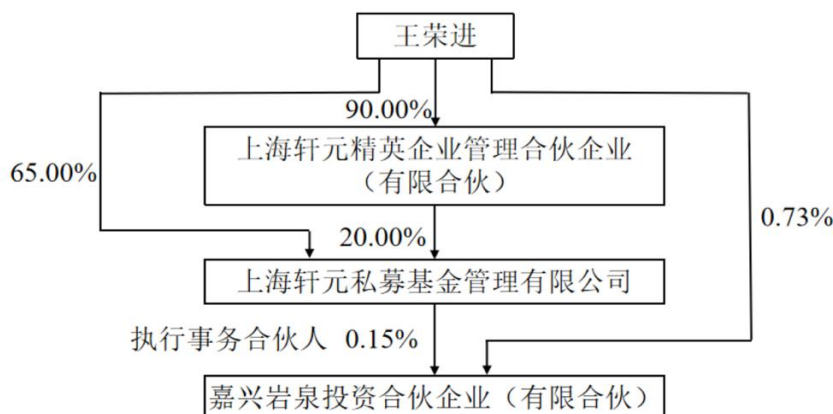 王荣进
90.00%
上海轩元精英企业管理合伙企业
（有限合伙）
65.00%
0.73%
20.00%
上海轩元私募基金管理有限公司
执行事务合伙人 0.15%
嘉兴岩泉投资合伙企业（有限合伙）